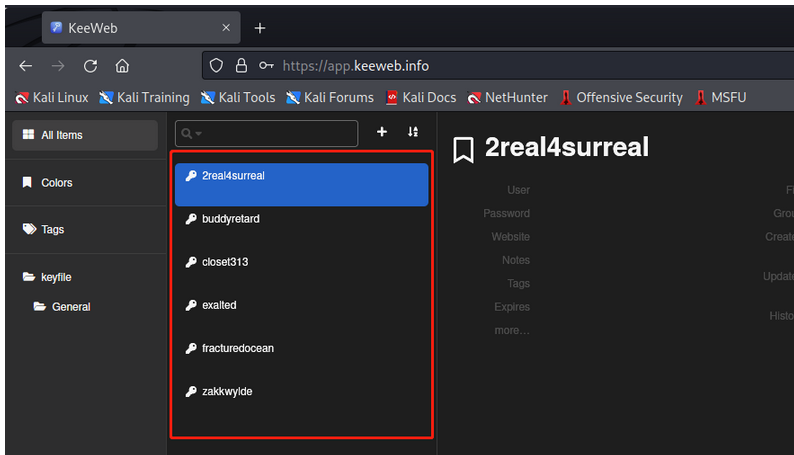 KeeWeb
https://app.keeweb.info
Kali Linux Kali Training Kali Tools Kali Forums Kali Docs NetHunter Offensive Security MSFU
All Items
Colors
Tags
keyfile
General
2real4surreal
buddyretard
closet313
exalted
fracturedocean
zakkwylde
2real4surreal
User
Password
Website
Notes
Tags
Expires
more...
Fi
Grou
Create
Update
Histo